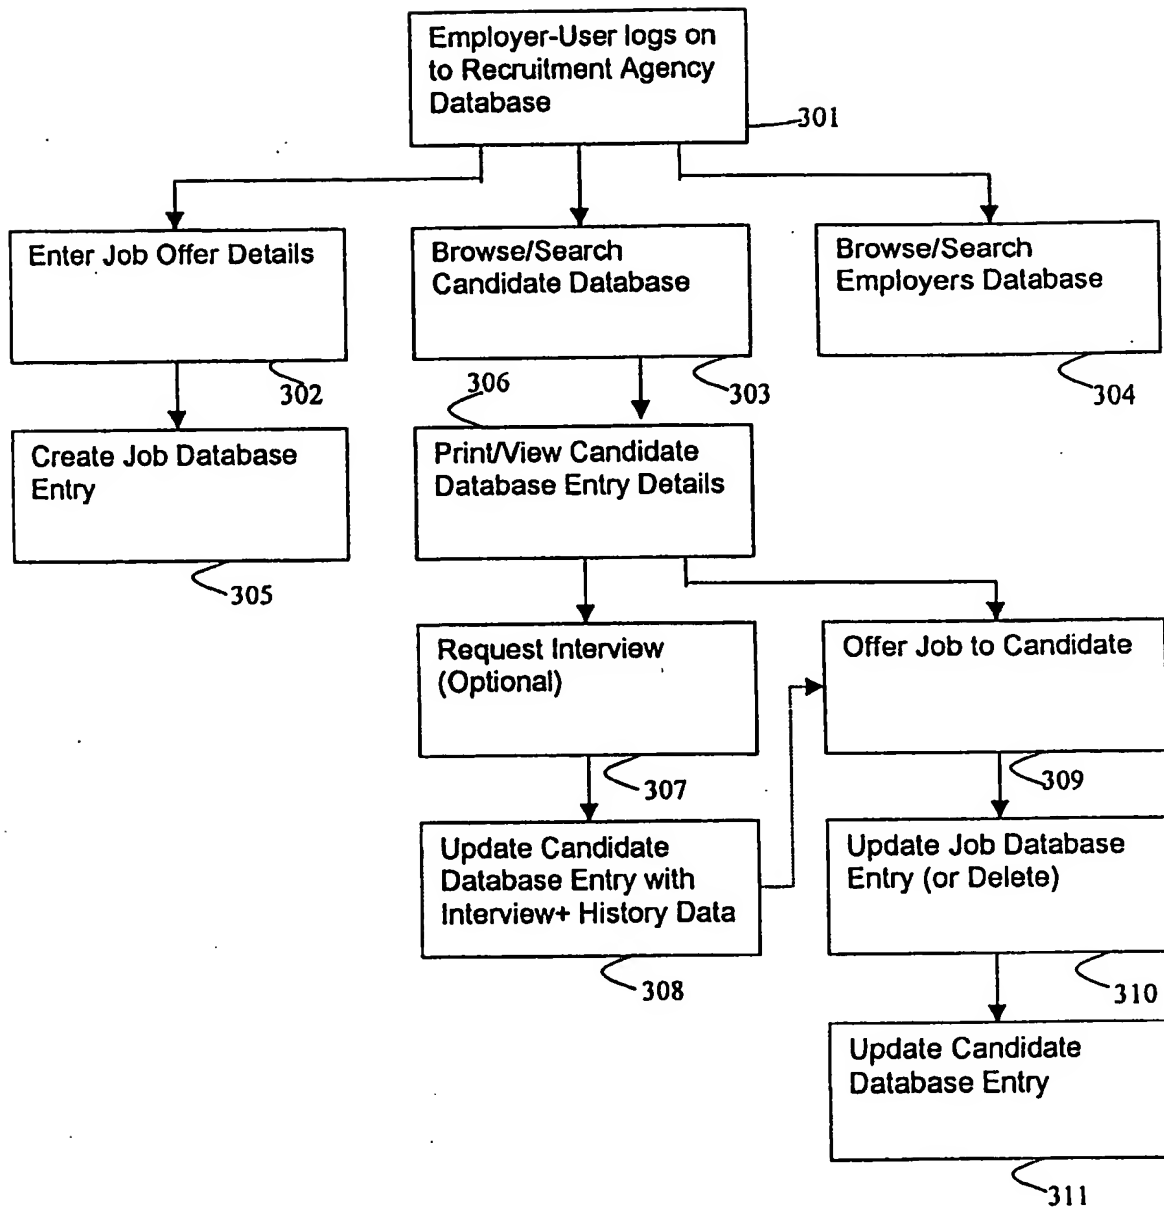 Employer-User logs on
to Recruitment Agency
Database
301
Enter Job Offer Details
302
Browse/Search
Candidate Database
303
Browse/Search
Employers Database
304
Create Job Database
Entry
305
306
Print/View Candidate
Database Entry Details
Request Interview
(Optional)
307
Offer Job to Candidate
309
Update Candidate
Database Entry with
Interview+ History Data
308
Update Job Database
Entry (or Delete)
310
Update Candidate
Database Entry
311